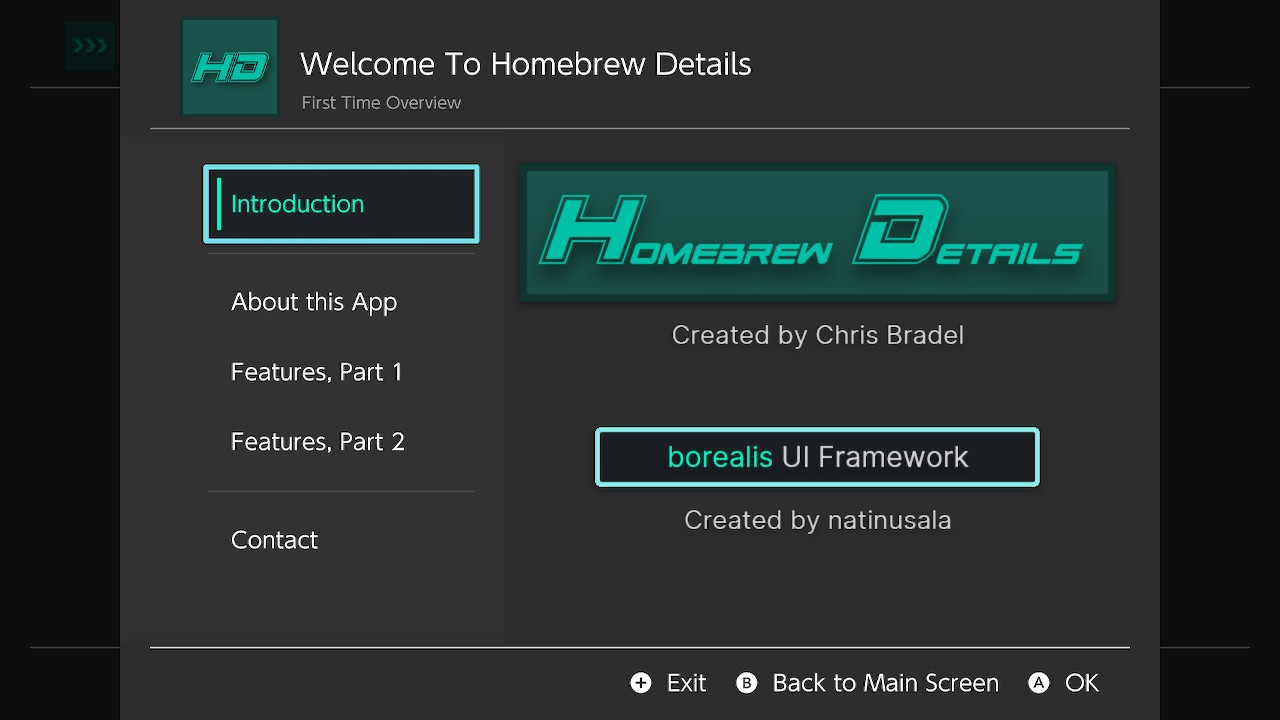 HD
Welcome To Homebrew Details
First Time Overview
Introduction
About this App
Features, Part 1
Features, Part 2
Contact
Homebrew Details
Created by Chris Bradel
borealis UI Framework
Created by natinusala
+ Exit B Back to Main Screen A OK